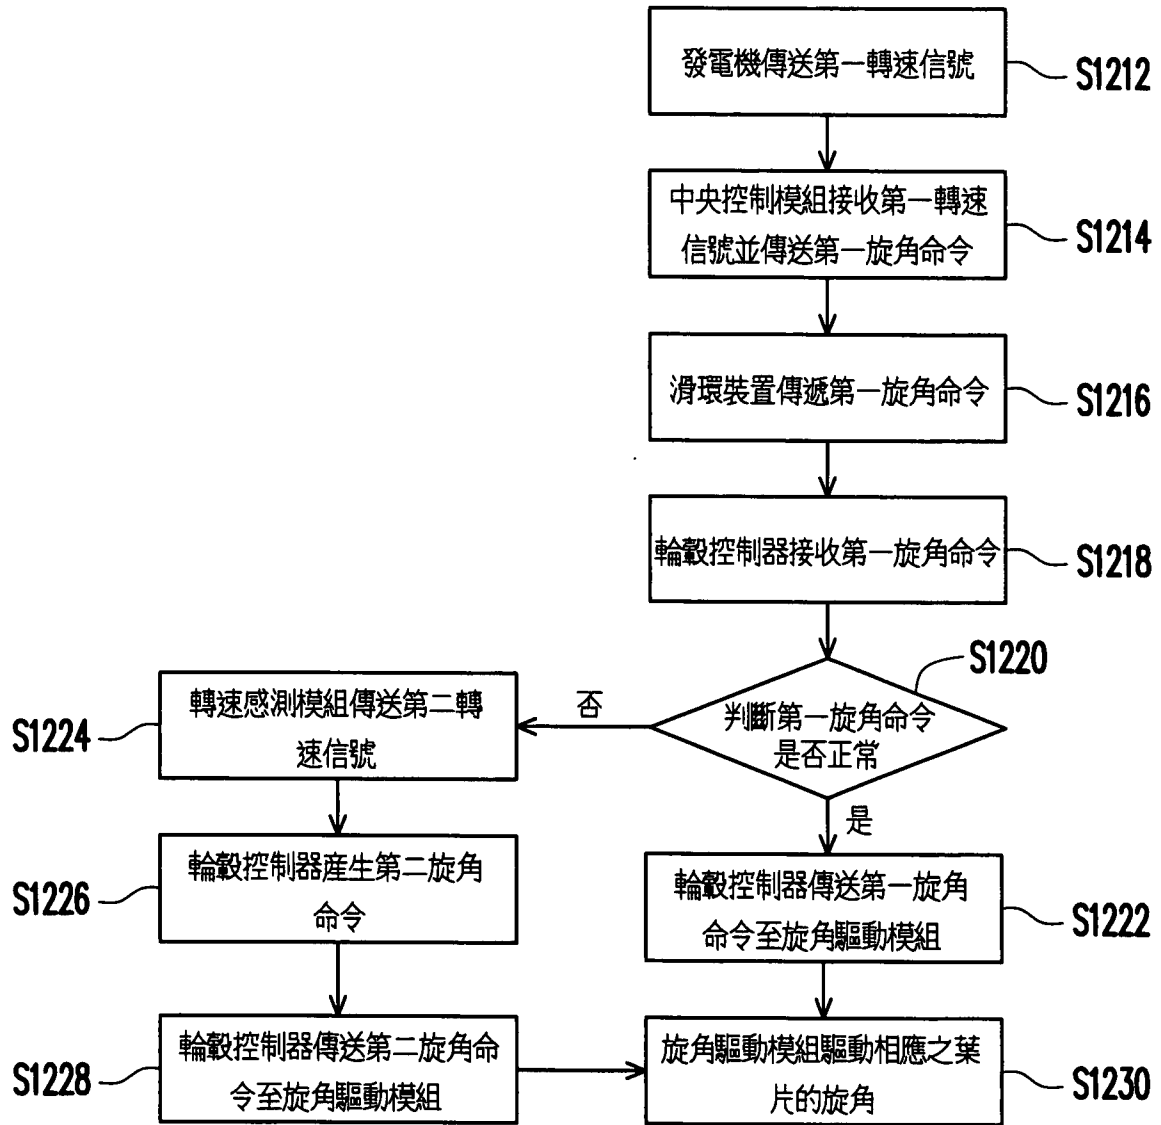 發電機傳送第一轉速信號
S1212
中央控制模組接收第一轉速
信號並傳送第一旋角命令
S1214
滑環裝置傳遞第一旋角命令
S1216
輪轂控制器接收第一旋角命令
S1218
S1220
判斷第一旋角命令
是否正常
否
是
S1224
轉速感測模組傳送第二轉
速信號
S1226
輪轂控制器產生第二旋角
命令
輪轂控制器傳送第一旋角
命令至旋角驅動模組
S1222
S1228
輪轂控制器傳送第二旋角命
令至旋角驅動模組
旋角驅動模組驅動相應之葉
片的旋角
S1230